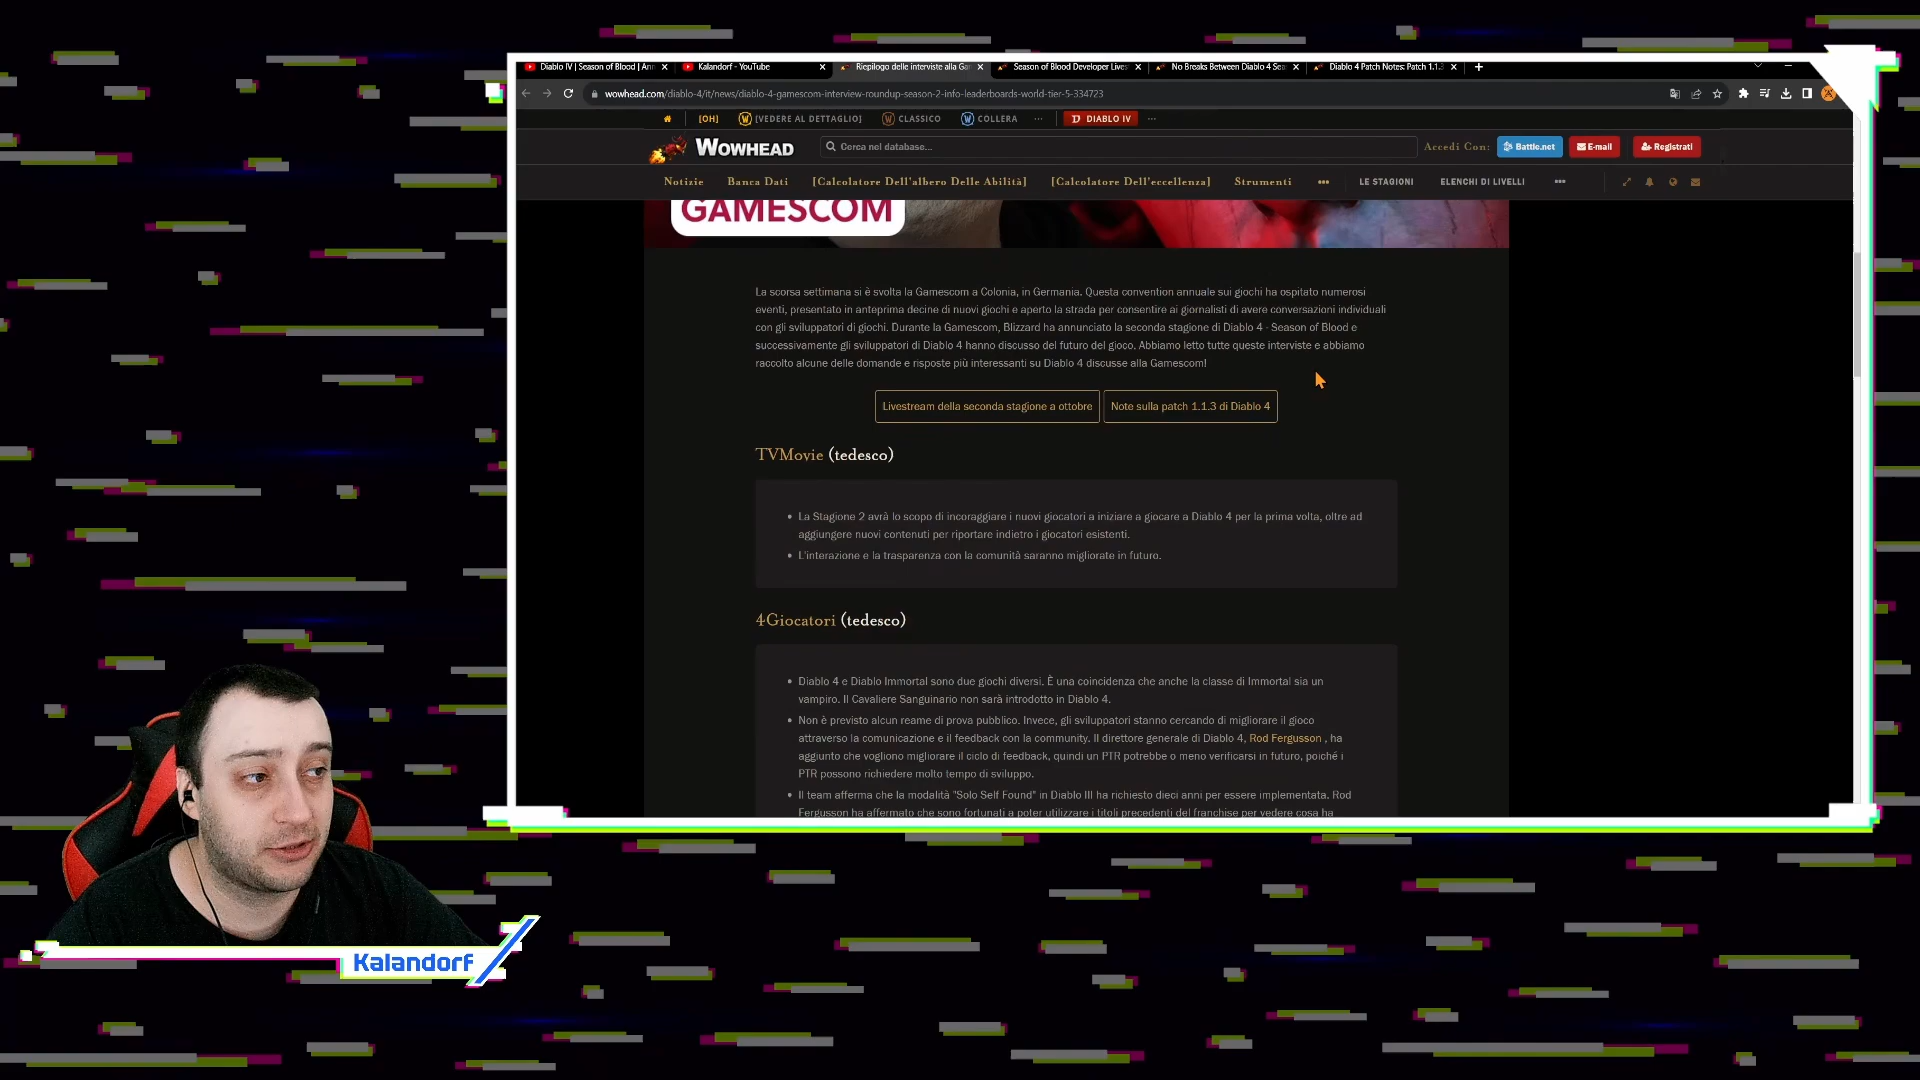 Diablo IV | Season of Blood | Ann
Kalandorf - YouTube
Riepilogo delle interviste alla Ga
Season of Blood Developer Lives
No Breaks Between Diablo 4 Sea
Diablo 4 Patch Notes: Patch 1.1.3
wowhead.com/diablo-4/it/news/diablo-4-gamescom-interview-roundup-season-2-info-leaderboards-world-tier-5-334723
[OH]
[VEDERE AL DETTAGLIO]
CLASSICO
COLLERA
DIABLO IV
WOWHEAD
Cerca nel database...
Accedi Con:
Battle.net
E-mail
Registrati
Notizie
Banca Dati
[Calcolatore Dell'albero Delle Abilità]
[Calcolatore Dell'eccellenza]
Strumenti
LE STAGIONI
ELENCHI DI LIVELLI
GAMESCOM
La scorsa settimana si è svolta la Gamescom a Colonia, in Germania. Questa convention annuale sui giochi ha ospitato numerosi
eventi, presentato in anteprima decine di nuovi giochi e aperto la strada per consentire ai giornalisti di avere conversazioni individuali
con gli sviluppatori di giochi. Durante la Gamescom, Blizzard ha annunciato la seconda stagione di Diablo 4 - Season of Blood e
successivamente gli sviluppatori di Diablo 4 hanno discusso del futuro del gioco. Abbiamo letto tutte queste interviste e abbiamo
raccolto alcune delle domande e risposte più interessanti su Diablo 4 discusse alla Gamescom!
Livestream della seconda stagione a ottobre
Note sulla patch 1.1.3 di Diablo 4
TVMovie (tedesco)
• La Stagione 2 avrà lo scopo di incoraggiare i nuovi giocatori a iniziare a giocare a Diablo 4 per la prima volta, oltre ad
aggiungere nuovi contenuti per riportare indietro i giocatori esistenti.
• L'interazione e la trasparenza con la comunità saranno migliorate in futuro.
4Giocatori (tedesco)
• Diablo 4 e Diablo Immortal sono due giochi diversi. È una coincidenza che anche la classe di Immortal sia un
vampiro. Il Cavaliere Sanguinario non sarà introdotto in Diablo 4.
• Non è previsto alcun reame di prova pubblico. Invece, gli sviluppatori stanno cercando di migliorare il gioco
attraverso la comunicazione e il feedback con la community. Il direttore generale di Diablo 4, Rod Fergusson , ha
aggiunto che vogliono migliorare il ciclo di feedback, quindi un PTR potrebbe o meno verificarsi in futuro, poiché i
PTR possono richiedere molto tempo di sviluppo.
• Il team afferma che la modalità "Solo Self Found" in Diablo III ha richiesto dieci anni per essere implementata. Rod
Fergusson ha affermato che sono fortunati a poter utilizzare i titoli precedenti del franchise per vedere cosa ha
Kalandorf